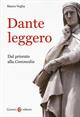 Marco Veglia
Dante
leggero
Dal priorato
alla Commedia
Carocci editore